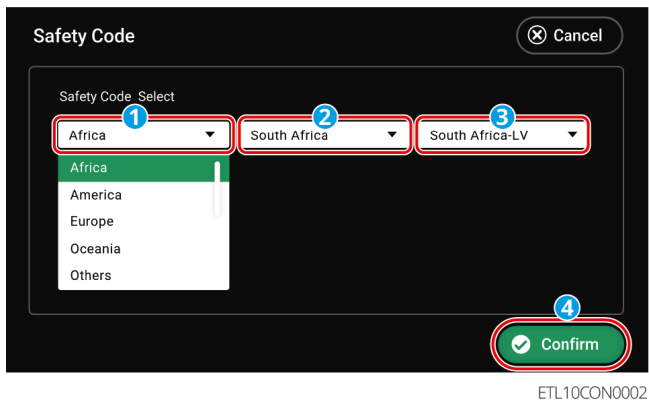 Safety Code
Cancel
Safety Code Select
1
2
3
Africa
South Africa
South Africa-LV
Africa
America
Europe
Oceania
Others
4
Confirm
ETL10CON0002